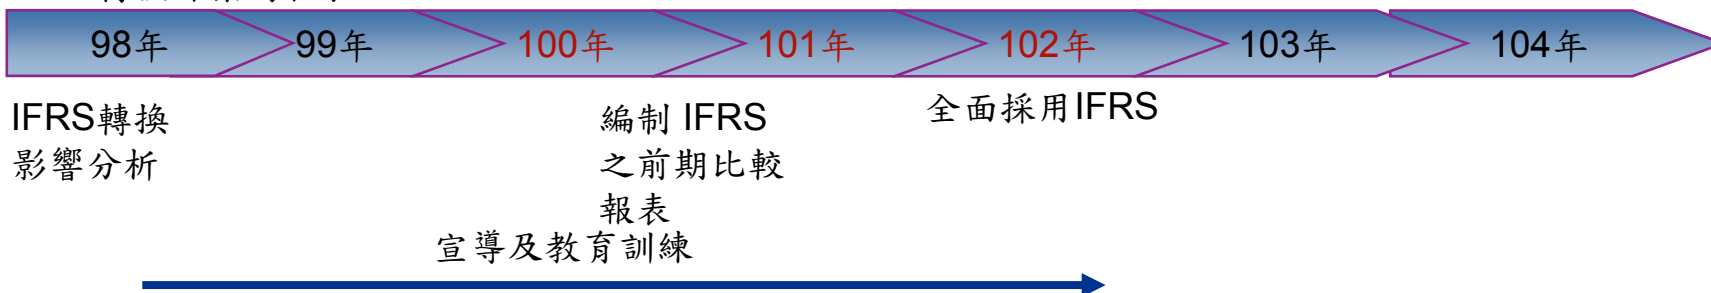 98年 99年 100年 101年 102年 103年 104年
IFRS轉換
影響分析
編制 IFRS
之前期比較
報表
全面採用IFRS
宣導及教育訓練